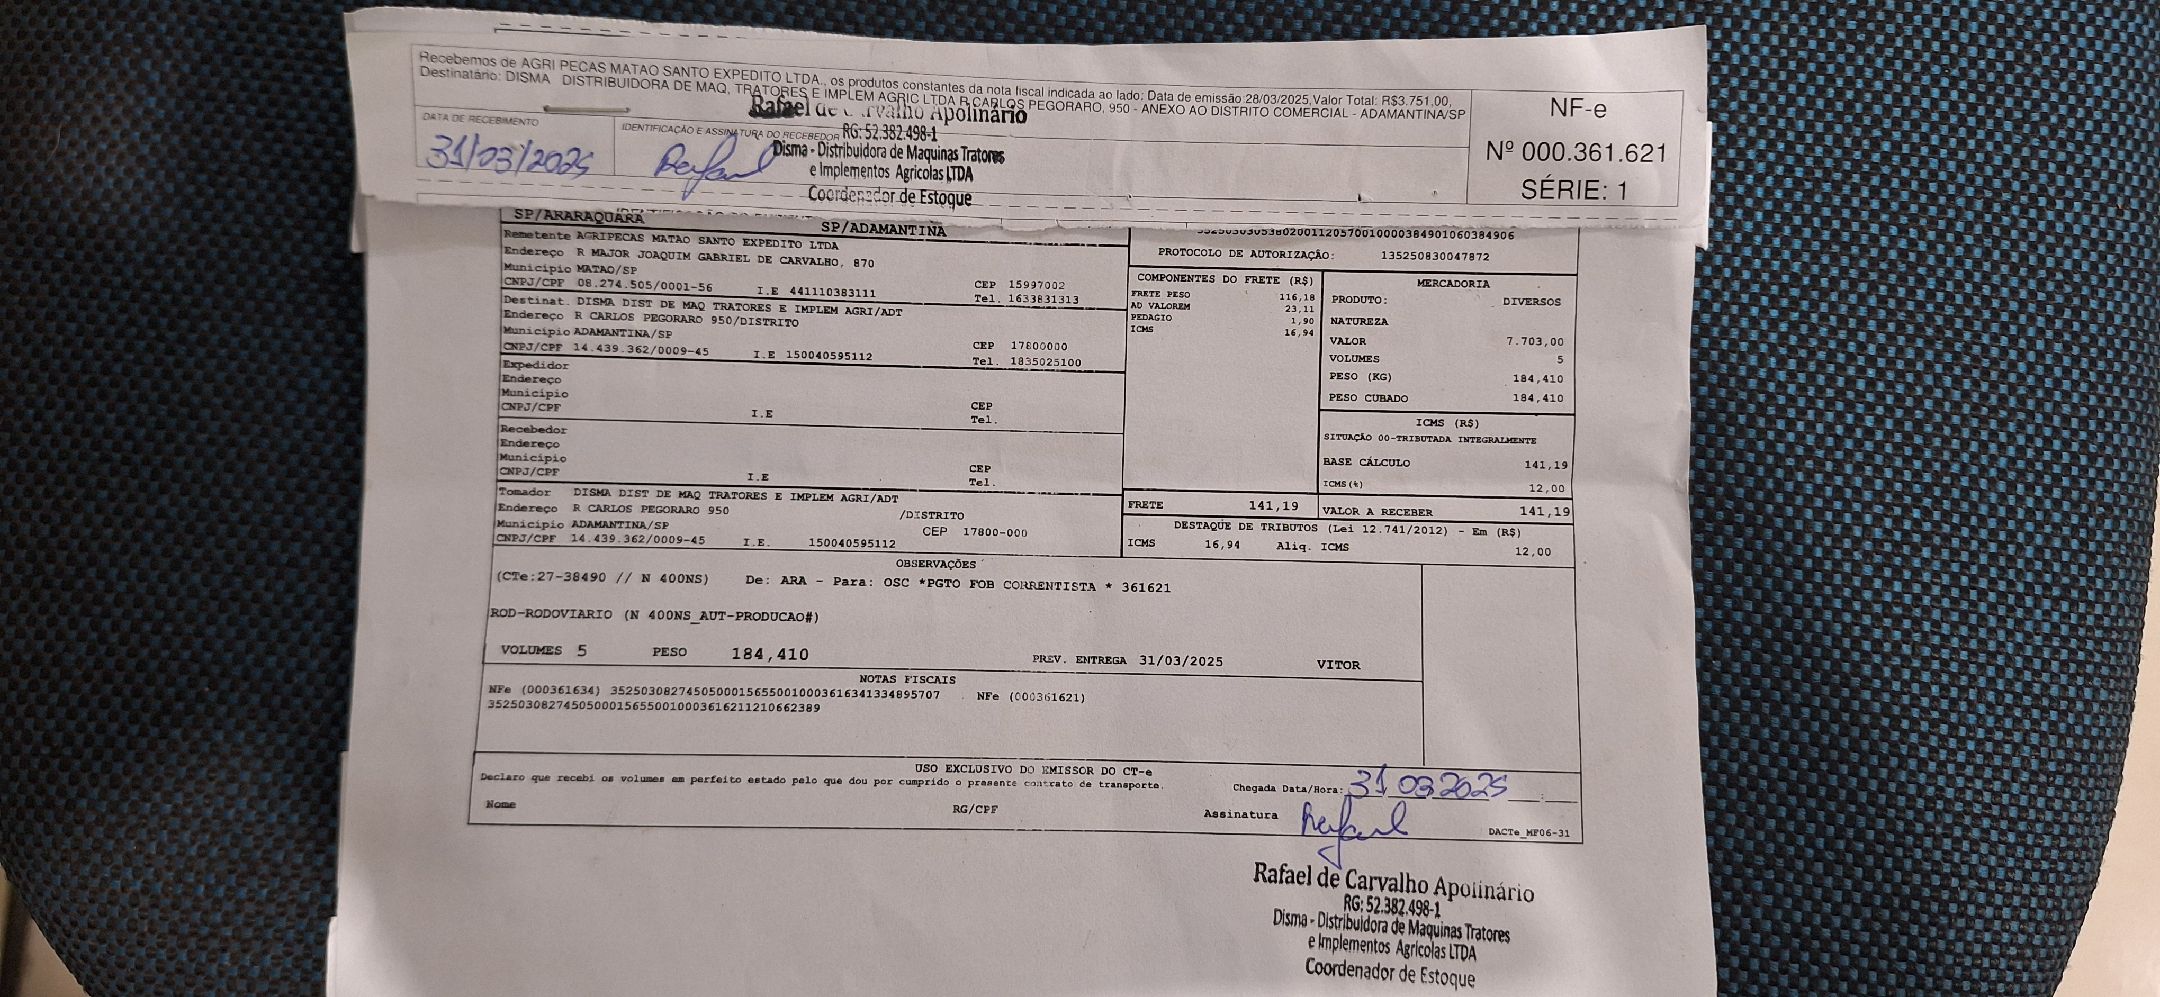 Recebemos de AGRI PECAS MATAO SANTO EXPEDITO LTDA., os produtos constantes da nota fiscal indicada ao lado; Data de emissão:28/03/2025,Valor Total: R$3.751,00,
Destinatário: DISMA DISTRIBUIDORA DE MAQ, TRATORES E IMPLEM AGRIC LTDA R CARLOS PEGORARO, 950 - ANEXO AO DISTRITO COMERCIAL - ADAMANTINA/SP
Rafael de Carvalho Apolinário
DATA DE RECEBIMENTO
31/03/2025
IDENTIFICAÇÃO E ASSINATURA DO RECEBEDOR
RG: 52.382.498-1
Rafael
Disma - Distribuidora de Maquinas Tratores
e Implementos Agricolas LTDA
Coordenador de Estoque
NF-e
Nº 000.361.621
SÉRIE: 1
SP/ARARAQUARA
SP/ADAMANTINA
Remetente AGRIPECAS MATAO SANTO EXPEDITO LTDA
Endereço R MAJOR JOAQUIM GABRIEL DE CARVALHO, 870
Municipio MATAO/SP CEP 15997002
CNPJ/CPF 08.274.505/0001-56 I.E 441110383111 Tel. 1633831313
Destinat. DISMA DIST DE MAQ TRATORES E IMPLEM AGRI/ADT
Endereço R CARLOS PEGORARO 950/DISTRITO
Municipio ADAMANTINA/SP CEP 17800000
CNPJ/CPF 14.439.362/0009-45 I.E 150040595112 Tel. 1835025100
Expedidor
Endereço
Municipio CEP
CNPJ/CPF I.E Tel.
Recebedor
Endereço
Municipio CEP
CNPJ/CPF I.E Tel.
Tomador DISMA DIST DE MAQ TRATORES E IMPLEM AGRI/ADT
Endereço R CARLOS PEGORARO 950 /DISTRITO
Municipio ADAMANTINA/SP CEP 17800-000
CNPJ/CPF 14.439.362/0009-45 I.E. 150040595112
PROTOCOLO DE AUTORIZAÇÃO: 135250830047872
COMPONENTES DO FRETE (R$)
FRETE PESO 116,18
AD VALOREM 23,11
PEDAGIO 1,90
ICMS 16,94
MERCADORIA
PRODUTO: DIVERSOS
NATUREZA
VALOR 7.703,00
VOLUMES 5
PESO (KG) 184,410
PESO CUBADO 184,410
ICMS (R$)
SITUAÇÃO 00-TRIBUTADA INTEGRALMENTE
BASE CÁLCULO 141,19
ICMS(%) 12,00
FRETE 141,19
VALOR A RECEBER 141,19
DESTAQUE DE TRIBUTOS (Lei 12.741/2012) - Em (R$)
ICMS 16,94 Aliq. ICMS 12,00
OBSERVAÇÕES
(CTe:27-38490 // N 400NS) De: ARA - Para: OSC *PGTO FOB CORRENTISTA * 361621
ROD-RODOVIARIO (N 400NS_AUT-PRODUCAO#)
VOLUMES 5 PESO 184,410 PREV. ENTREGA 31/03/2025 VITOR
NOTAS FISCAIS
NFe (000361634) 35250308274505000156550010003616341334895707 NFe (000361621)
35250308274505000156550010003616211210662389
USO EXCLUSIVO DO EMISSOR DO CT-e
Declaro que recebi os volumes em perfeito estado pelo que dou por cumprido o presente contrato de transporte.
Chegada Data/Hora: 31 03 2025
Nome RG/CPF Assinatura Rafael
DACTe_MF06-31
Rafael de Carvalho Apolinário
RG: 52.382.498-1
Disma - Distribuidora de Maquinas Tratores
e Implementos Agricolas LTDA
Coordenador de Estoque